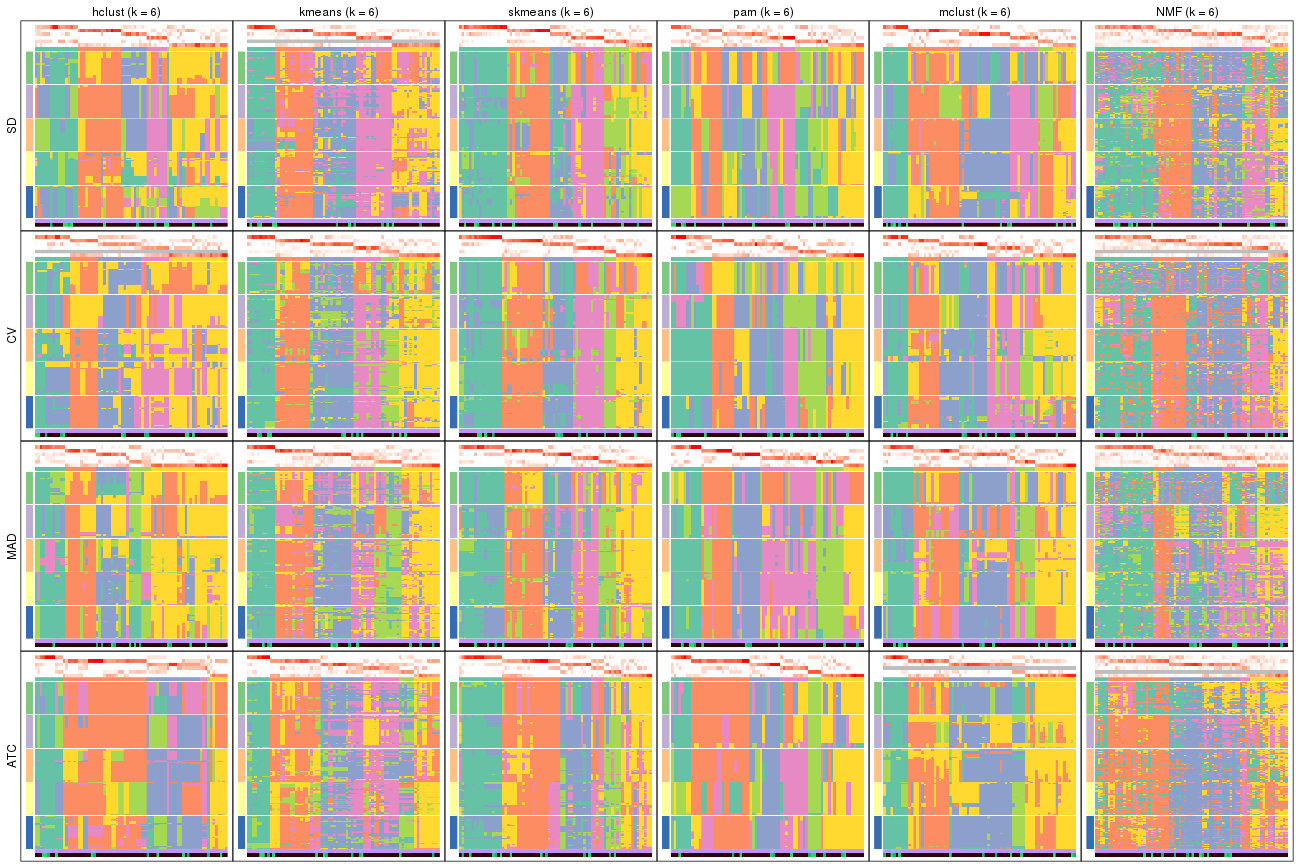 hclust (k = 6) kmeans (k = 6) skmeans (k = 6) pam (k = 6) mclust (k = 6) NMF (k = 6)
SD
CV
MAD
ATC